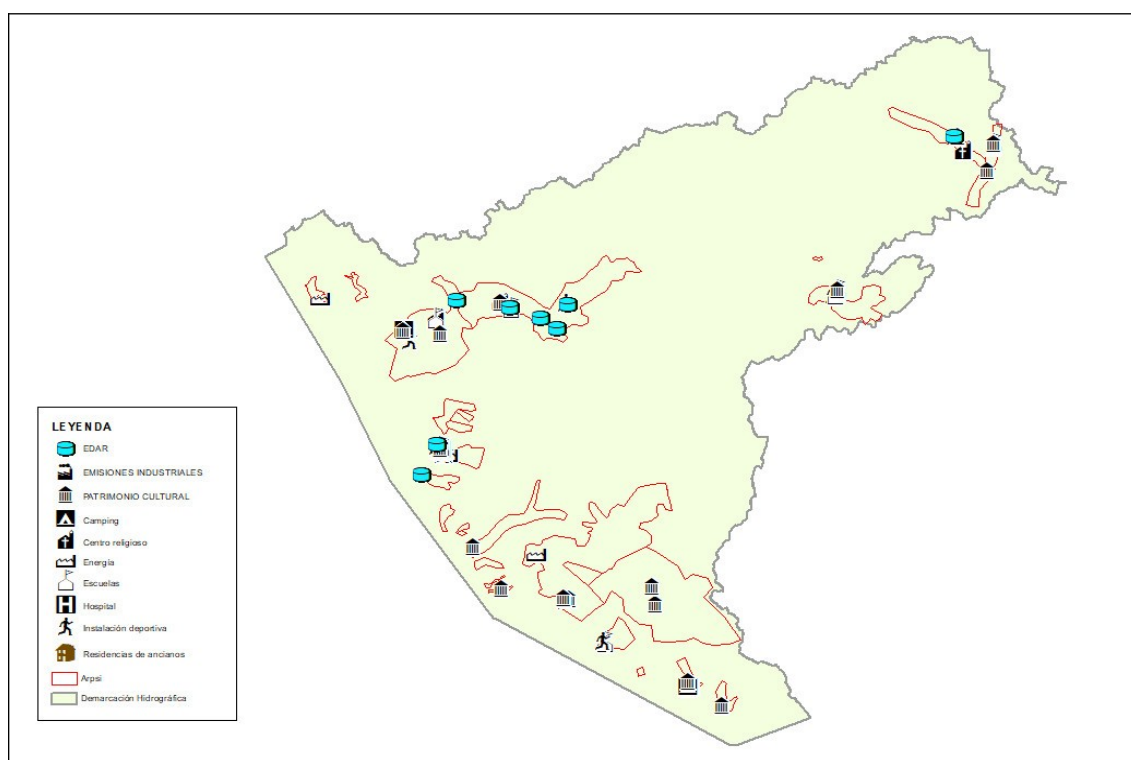 LEYENDA
EDAR
EMISIONES INDUSTRIALES
PATRIMONIO CULTURAL
Camping
Centro religioso
Energía
Escuelas
Hospital
Instalación deportiva
Residencias de ancianos
Arpsi
Demarcación Hidrográfica